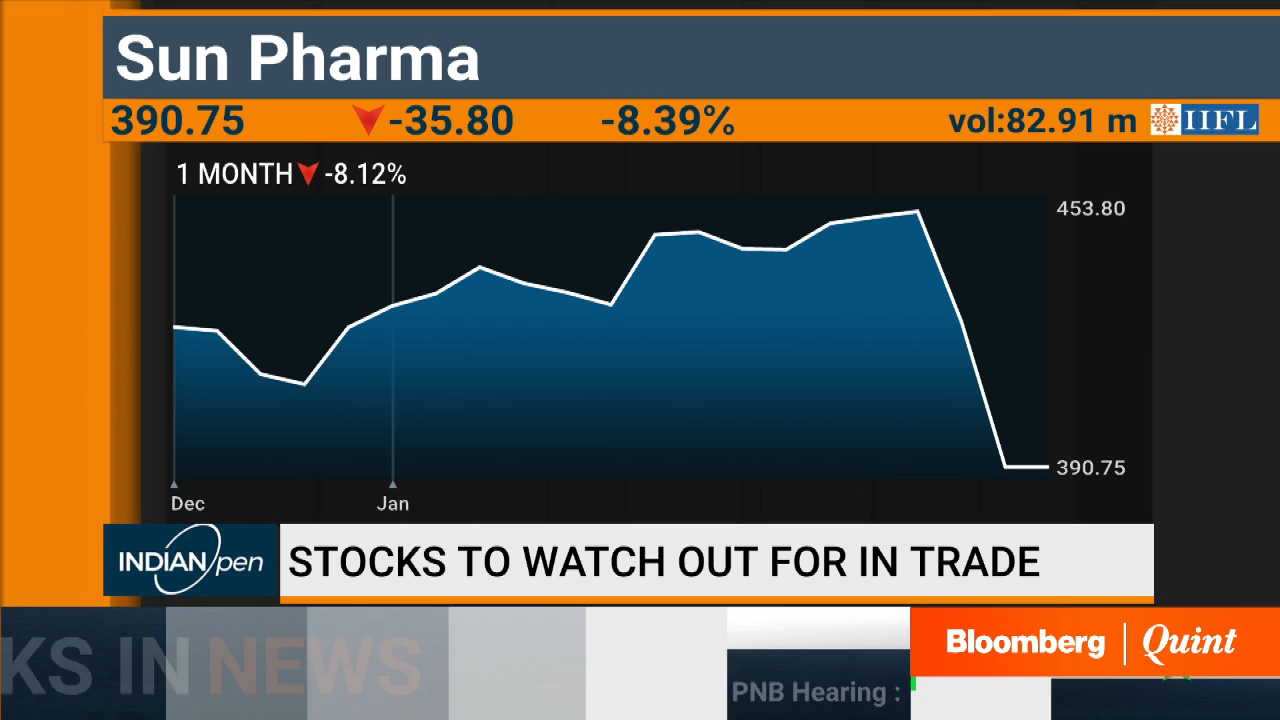 Sun Pharma
390.75 -35.80 -8.39% vol:82.91 m IIFL
1 MONTH -8.12%
453.80
390.75
Dec Jan
INDIAN pen STOCKS TO WATCH OUT FOR IN TRADE
KS IN NEWS
Bloomberg | Quint
PNB Hearing :